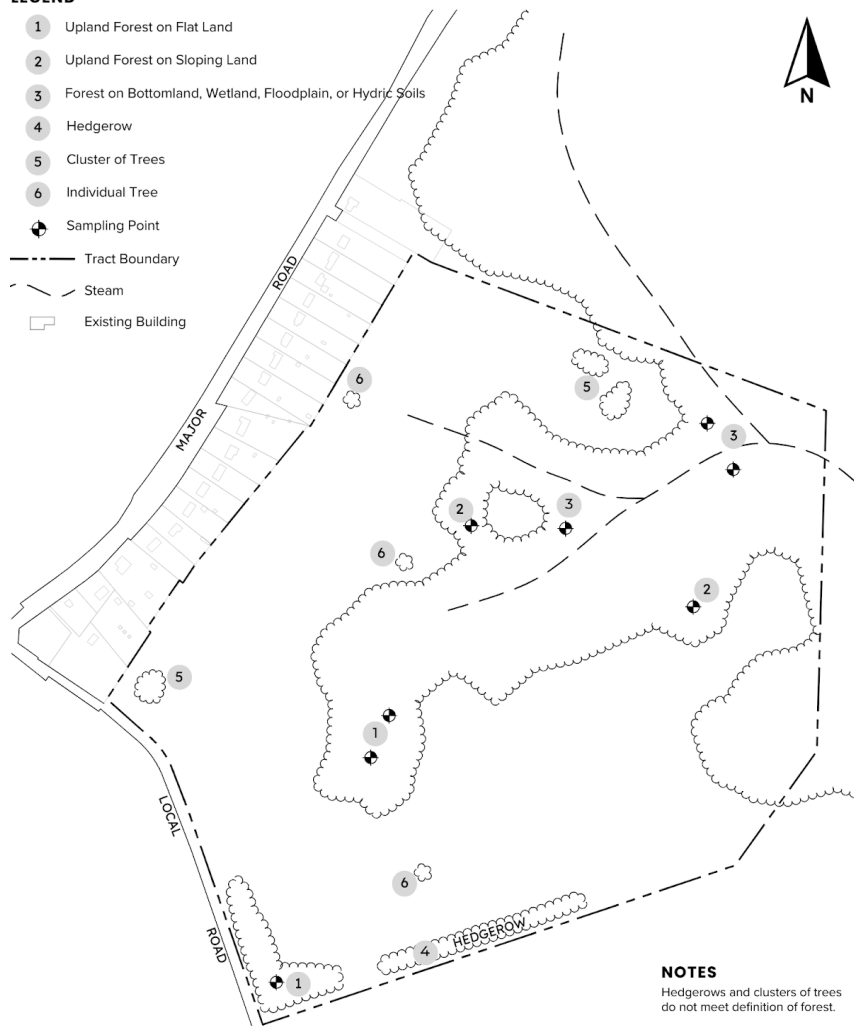 LEGEND
1 Upland Forest on Flat Land
2 Upland Forest on Sloping Land
3 Forest on Bottomland, Wetland, Floodplain, or Hydric Soils
4 Hedgerow
5 Cluster of Trees
6 Individual Tree
Sampling Point
Tract Boundary
Steam
Existing Building
N
ROAD
MAJOR
6
5
3
2
3
6
2
5
1
LOCAL
ROAD
6
4
HEDGEROW
1
NOTES
Hedgerows and clusters of trees
do not meet definition of forest.